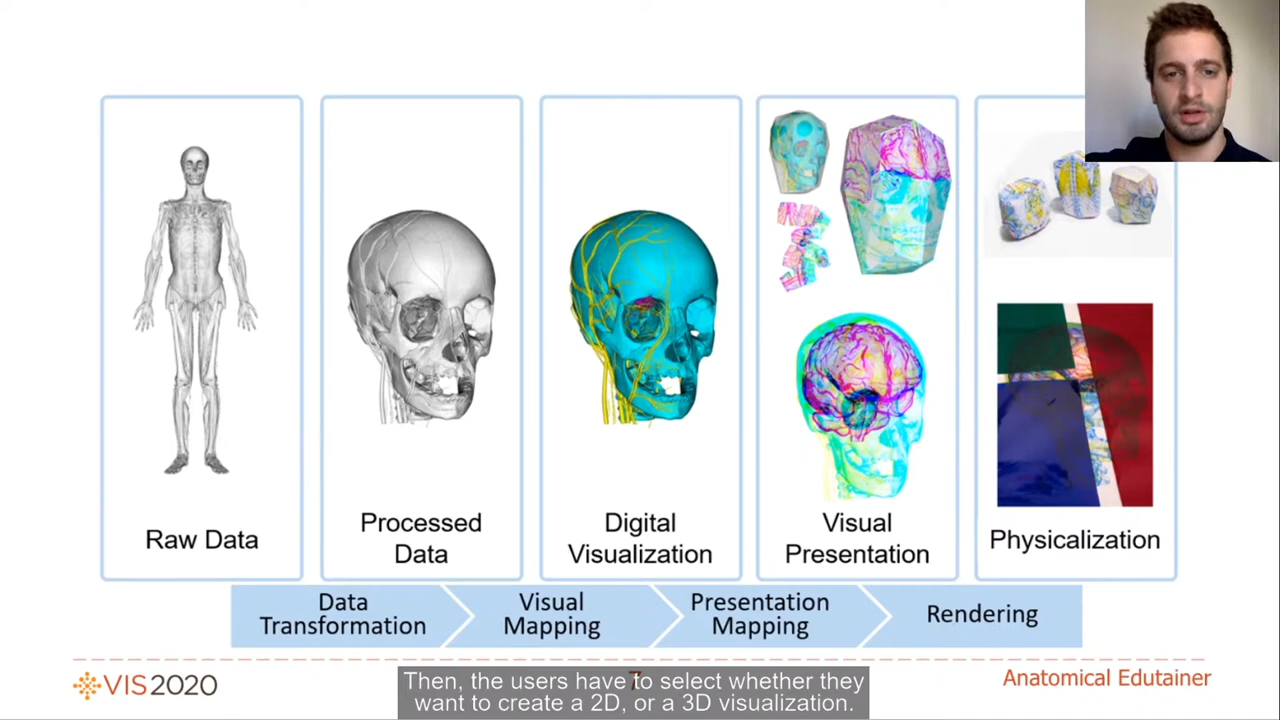 Raw Data
Processed
Data
Digital
Visualization
Visual
Presentation
Physicalization
Data
Transformation
Visual
Mapping
Presentation
Mapping
Rendering
VIS2020
7
Anatomical Edutainer
Then, the users have to select whether they
want to create a 2D, or a 3D visualization.